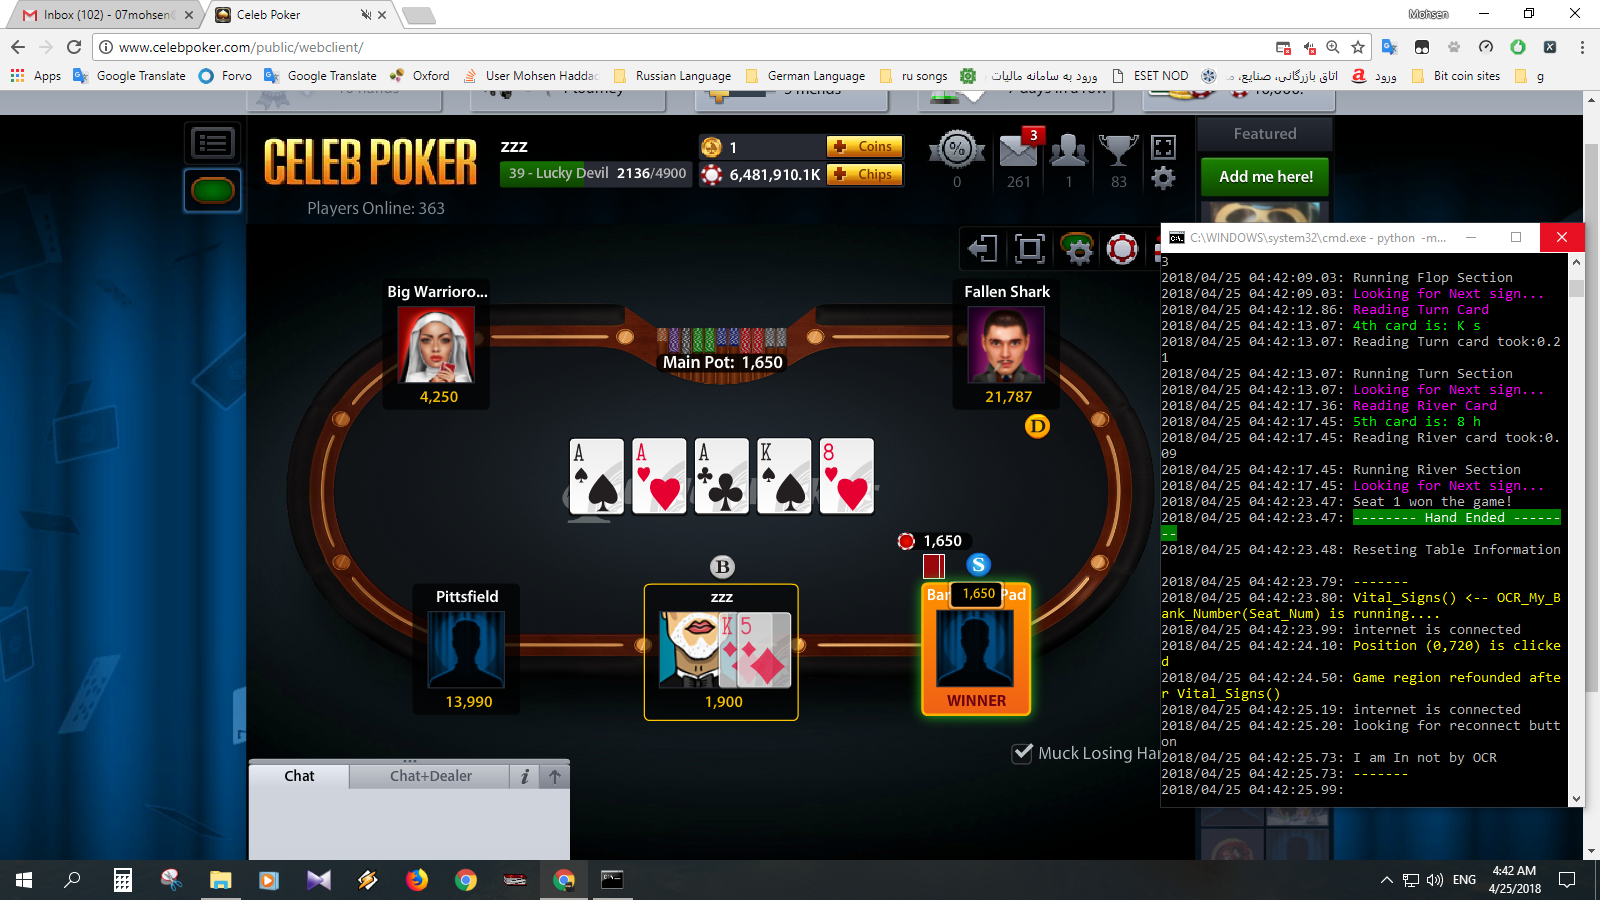 Inbox (102) - 07mohsen
Celeb Poker
Mohsen
www.celebpoker.com/public/webclient/
Apps
Google Translate
Forvo
Google Translate
Oxford
User Mohsen Haddad
Russian Language
German Language
ru songs
ورود به سامانه مالیات
ESET NOD
اتاق بازرگانی، صنایع، م
ورود
Bit coin sites
g
CELEB POKER
Players Online: 363
zzz
39 - Lucky Devil 2136/4900
1
Coins
6,481,910.1K
Chips
%
0
3
261
1
83
Featured
Add me here!
Big Warrioro...
4,250
Fallen Shark
21,787
D
Main Pot: 1,650
A
A
A
K
8
1,650
B
S
Pittsfield
13,990
zzz
K 5
1,900
1,650
Pad
WINNER
Muck Losing Har
Chat
Chat+Dealer
i
C:\WINDOWS\system32\cmd.exe - python -m...
3
2018/04/25 04:42:09.03: Running Flop Section
2018/04/25 04:42:09.03: Looking for Next sign...
2018/04/25 04:42:12.86: Reading Turn Card
2018/04/25 04:42:13.07: 4th card is: K s
2018/04/25 04:42:13.07: Reading Turn card took:0.2
1
2018/04/25 04:42:13.07: Running Turn Section
2018/04/25 04:42:13.07: Looking for Next sign...
2018/04/25 04:42:17.36: Reading River Card
2018/04/25 04:42:17.45: 5th card is: 8 h
2018/04/25 04:42:17.45: Reading River card took:0.
09
2018/04/25 04:42:17.45: Running River Section
2018/04/25 04:42:17.45: Looking for Next sign...
2018/04/25 04:42:23.47: Seat 1 won the game!
2018/04/25 04:42:23.47: -------- Hand Ended ------
--
2018/04/25 04:42:23.48: Reseting Table Information
2018/04/25 04:42:23.79: -------
2018/04/25 04:42:23.80: Vital_Signs() <-- OCR_My_B
ank_Number(Seat_Num) is running....
2018/04/25 04:42:23.99: internet is connected
2018/04/25 04:42:24.10: Position (0,720) is clicke
d
2018/04/25 04:42:24.50: Game region refounded afte
r Vital_Signs()
2018/04/25 04:42:25.19: internet is connected
2018/04/25 04:42:25.20: looking for reconnect butt
on
2018/04/25 04:42:25.73: I am In not by OCR
2018/04/25 04:42:25.73: -------
2018/04/25 04:42:25.99:
ENG
4:42 AM
4/25/2018